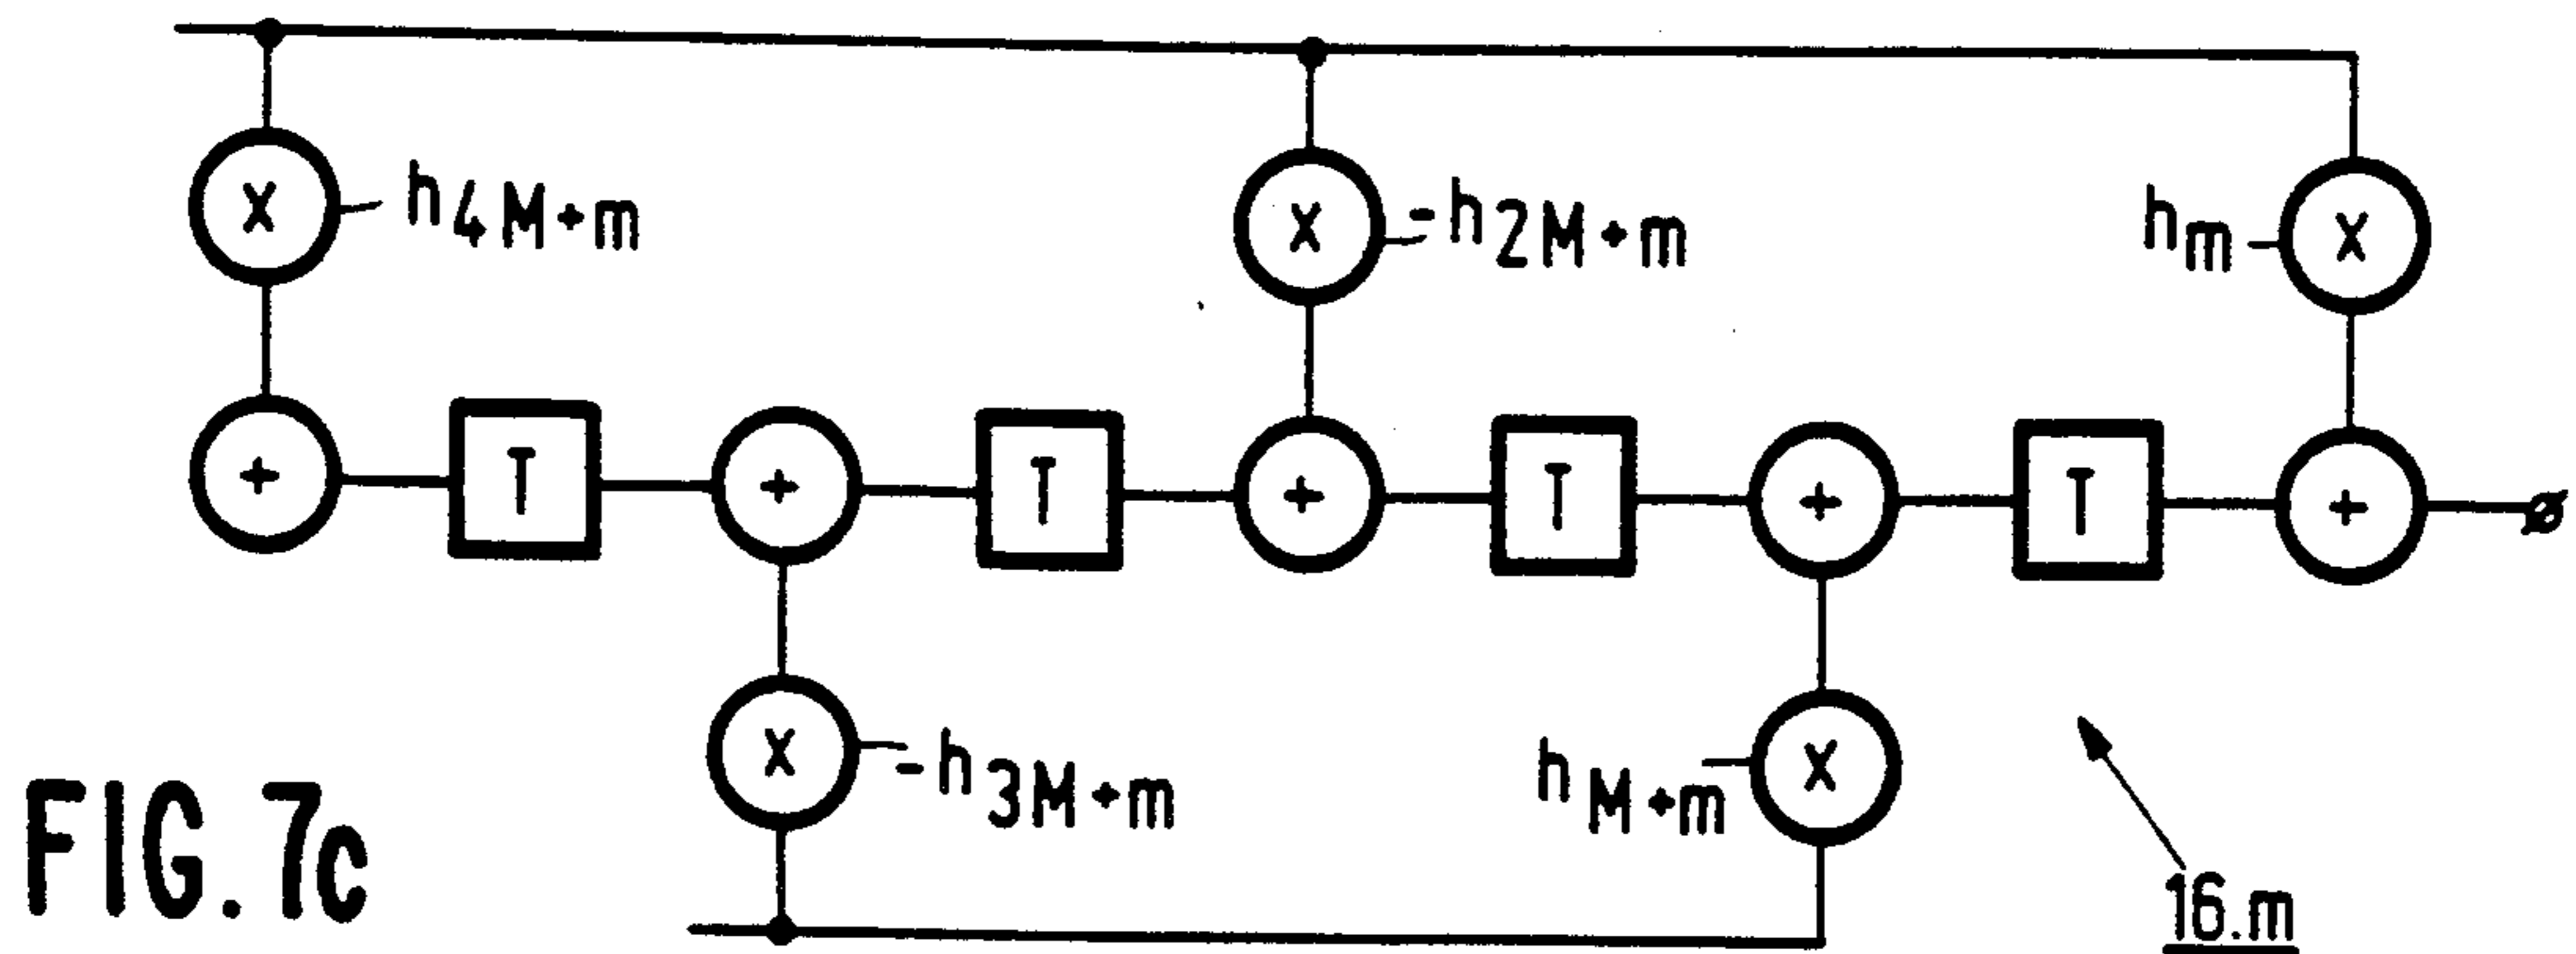 X h4M+m X -h2M+m hm X
+ T + T + T + T +
X -h3M+m hM+m X
FIG.7c
16.m